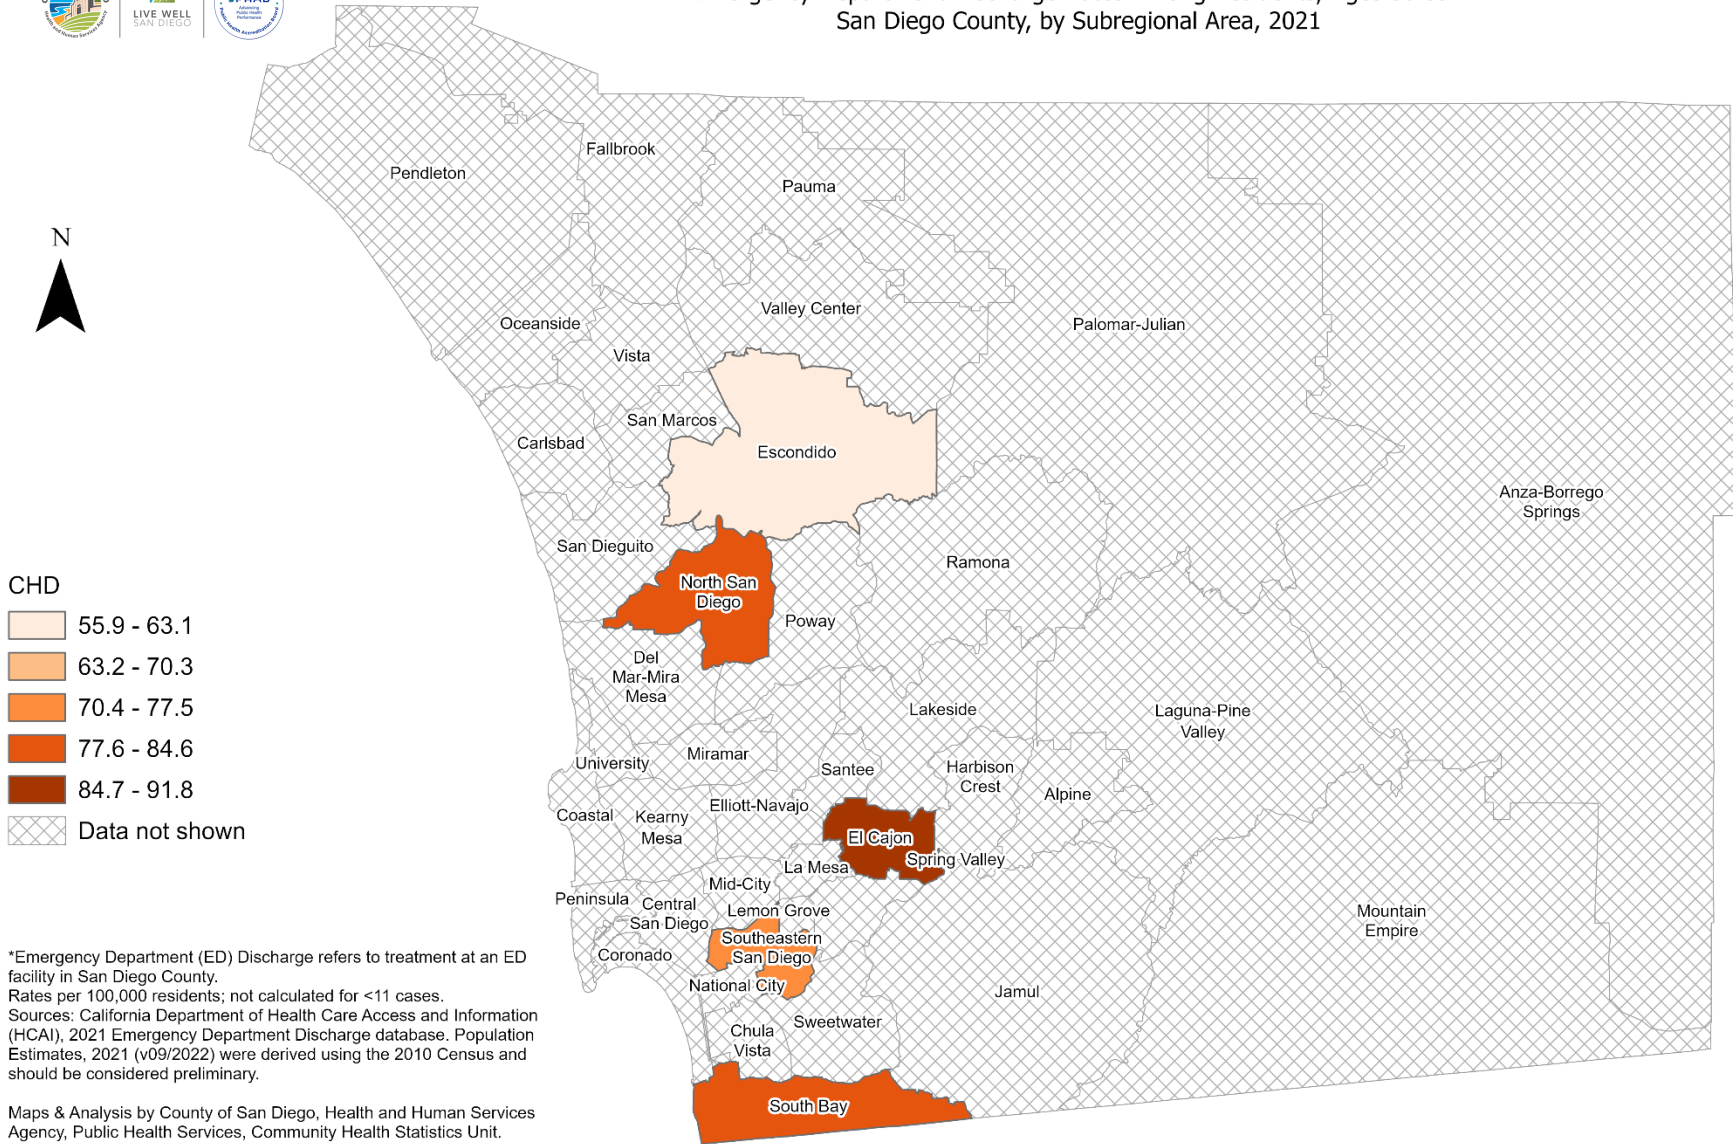 LIVE WELL
SAN DIEGO
San Diego County, by Subregional Area, 2021
N
Pendleton
Fallbrook
Pauma
Oceanside
Vista
Valley Center
Palomar-Julian
San Marcos
Carlsbad
Escondido
Anza-Borrego
Springs
San Dieguito
North San
Diego
Ramona
Poway
Del
Mar-Mira
Mesa
Lakeside
Laguna-Pine
Valley
University
Miramar
Santee
Harbison
Crest
Alpine
Coastal
Kearny
Mesa
Elliott-Navajo
El Cajon
Spring Valley
La Mesa
Mid-City
Peninsula
Central
San Diego
Lemon Grove
Southeastern
San Diego
Mountain
Empire
Coronado
National City
Jamul
Chula
Vista
Sweetwater
South Bay
CHD
55.9 - 63.1
63.2 - 70.3
70.4 - 77.5
77.6 - 84.6
84.7 - 91.8
Data not shown
*Emergency Department (ED) Discharge refers to treatment at an ED
facility in San Diego County.
Rates per 100,000 residents; not calculated for <11 cases.
Sources: California Department of Health Care Access and Information
(HCAI), 2021 Emergency Department Discharge database. Population
Estimates, 2021 (v09/2022) were derived using the 2010 Census and
should be considered preliminary.
Maps & Analysis by County of San Diego, Health and Human Services
Agency, Public Health Services, Community Health Statistics Unit.